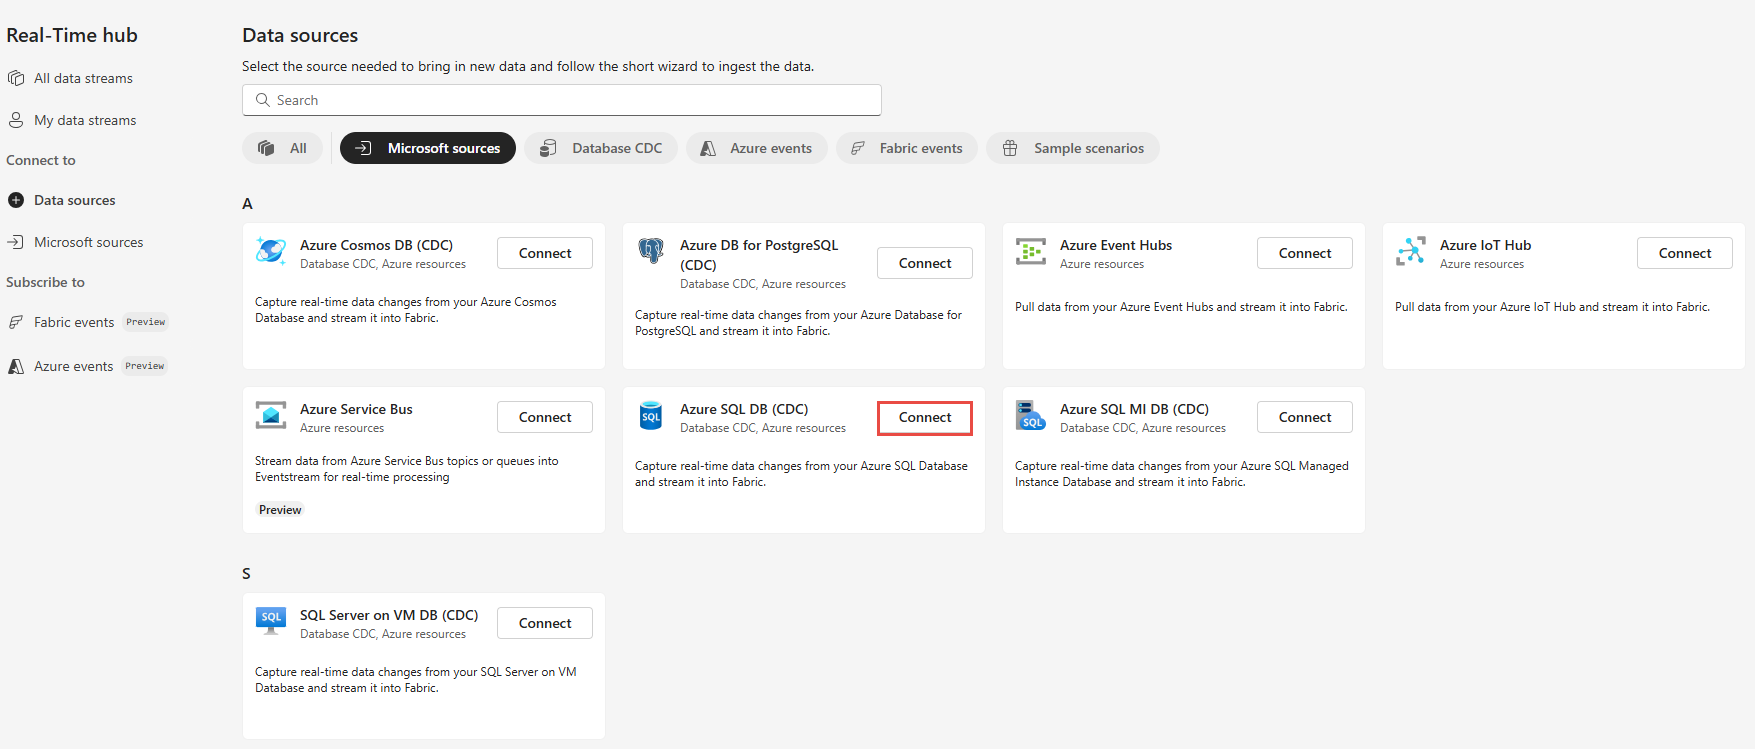 Real-Time hub
All data streams
My data streams
Connect to
Data sources
Microsoft sources
Subscribe to
Fabric events Preview
Azure events Preview
Data sources
Select the source needed to bring in new data and follow the short wizard to ingest the data.
Search
All Microsoft sources Database CDC Azure events Fabric events Sample scenarios
A
Azure Cosmos DB (CDC)
Database CDC, Azure resources
Connect
Capture real-time data changes from your Azure Cosmos
Database and stream it into Fabric.
Azure DB for PostgreSQL
(CDC)
Database CDC, Azure resources
Connect
Capture real-time data changes from your Azure Database for
PostgreSQL and stream it into Fabric.
Azure Event Hubs
Azure resources
Connect
Pull data from your Azure Event Hubs and stream it into Fabric.
Azure IoT Hub
Azure resources
Connect
Pull data from your Azure IoT Hub and stream it into Fabric.
Azure Service Bus
Azure resources
Connect
Stream data from Azure Service Bus topics or queues into
Eventstream for real-time processing
Preview
SQL
Azure SQL DB (CDC)
Database CDC, Azure resources
Connect
Capture real-time data changes from your Azure SQL Database
and stream it into Fabric.
SQL
Azure SQL MI DB (CDC)
Database CDC, Azure resources
Connect
Capture real-time data changes from your Azure SQL Managed
Instance Database and stream it into Fabric.
S
SQL
SQL Server on VM DB (CDC)
Database CDC, Azure resources
Connect
Capture real-time data changes from your SQL Server on VM
Database and stream it into Fabric.